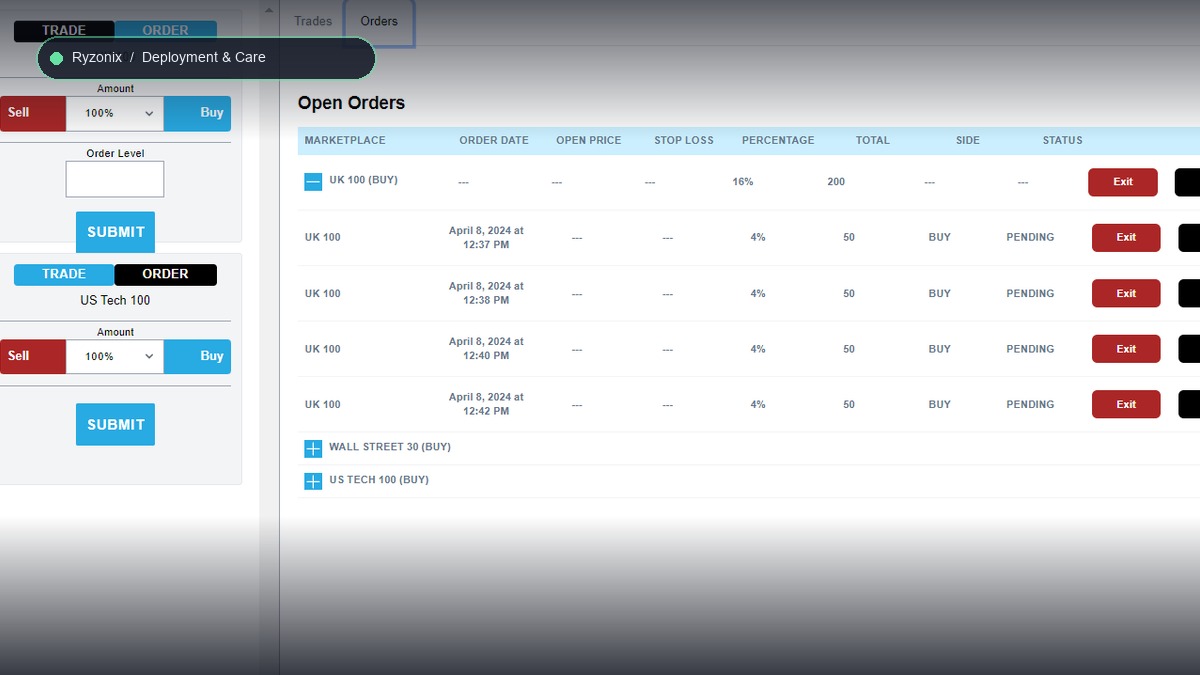 TRADE ORDER
Ryzonix / Deployment & Care
Amount
Sell 100% Buy
Order Level
SUBMIT
TRADE ORDER
US Tech 100
Amount
Sell 100% Buy
SUBMIT
Trades Orders
Open Orders
MARKETPLACE ORDER DATE OPEN PRICE STOP LOSS PERCENTAGE TOTAL SIDE STATUS
UK 100 (BUY) --- --- --- 16% 200 --- --- Exit
UK 100 April 8, 2024 at
12:37 PM --- --- 4% 50 BUY PENDING Exit
UK 100 April 8, 2024 at
12:38 PM --- --- 4% 50 BUY PENDING Exit
UK 100 April 8, 2024 at
12:40 PM --- --- 4% 50 BUY PENDING Exit
UK 100 April 8, 2024 at
12:42 PM --- --- 4% 50 BUY PENDING Exit
WALL STREET 30 (BUY)
US TECH 100 (BUY)